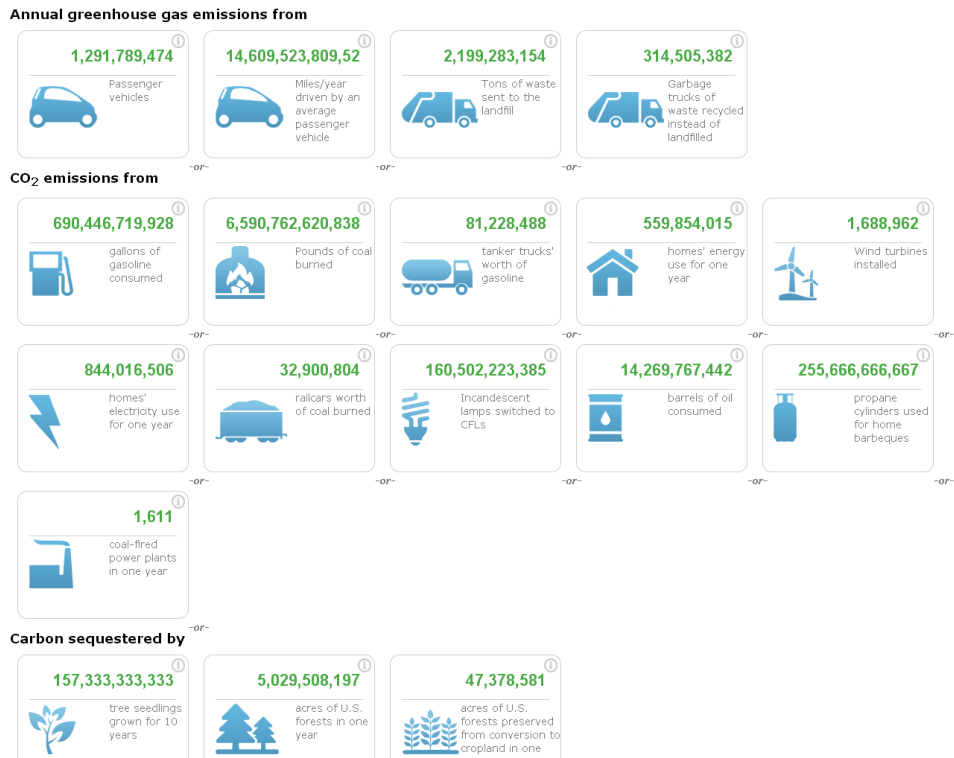 Annual greenhouse gas emissions from
1,291,789,474
Passenger
vehicles
-or-
14,609,523,809,52
Miles/year
driven by an
average
passenger
vehicle
-or-
2,199,283,154
Tons of waste
sent to the
landfill
-or-
314,505,382
Garbage
trucks of
waste recycled
instead of
landfilled
CO2 emissions from
690,446,719,928
gallons of
gasoline
consumed
-or-
6,590,762,620,838
Pounds of coal
burned
-or-
81,228,488
tanker trucks'
worth of
gasoline
-or-
559,854,015
homes' energy
use for one
year
-or-
1,688,962
Wind turbines
installed
-or-
844,016,506
homes'
electricity use
for one year
-or-
32,900,804
railcars worth
of coal burned
-or-
160,502,223,385
Incandescent
lamps switched to
CFLs
-or-
14,269,767,442
barrels of oil
consumed
-or-
255,666,666,667
propane
cylinders used
for home
barbeques
-or-
1,611
coal-fired
power plants
in one year
-or-
Carbon sequestered by
157,333,333,333
tree seedlings
grown for 10
years
5,029,508,197
acres of U.S.
forests in one
year
47,378,581
acres of U.S.
forests preserved
from conversion to
cropland in one